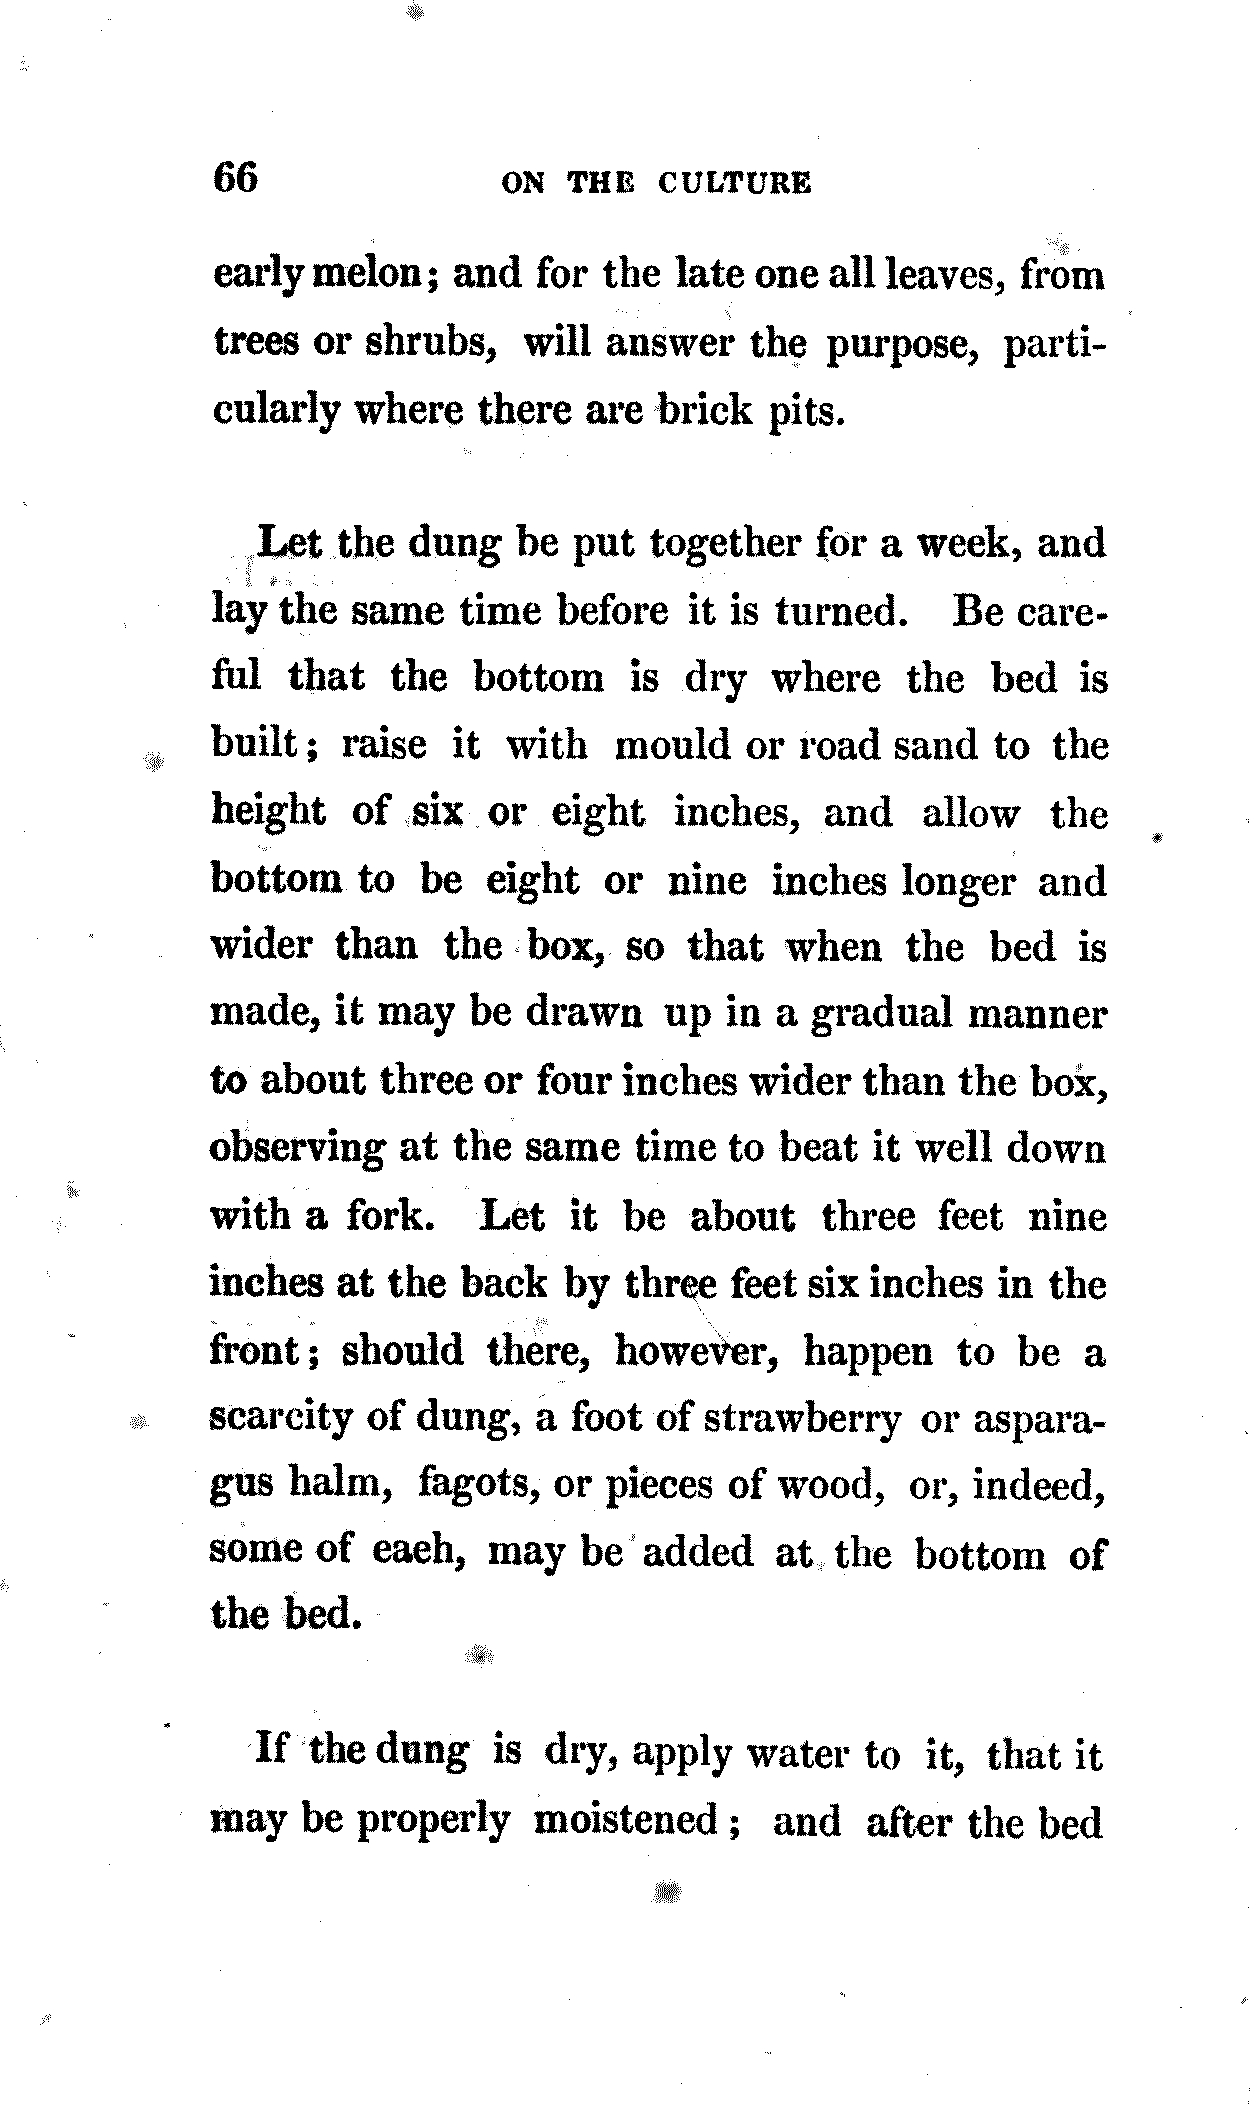 66 ON THE CULTURE
early melon; and for the late one all leaves, from
trees or shrubs, will answer the purpose, parti-
cularly where there are brick pits.
Let the dung be put together for a week, and
lay the same time before it is turned. Be care-
ful that the bottom is dry where the bed is
built; raise it with mould or road sand to the
height of six or eight inches, and allow the
bottom to be eight or nine inches longer and
wider than the box, so that when the bed is
made, it may be drawn up in a gradual manner
to about three or four inches wider than the box,
observing at the same time to beat it well down
with a fork. Let it be about three feet nine
inches at the back by three feet six inches in the
front; should there, however, happen to be a
scarcity of dung, a foot of strawberry or aspara-
gus halm, fagots, or pieces of wood, or, indeed,
some of eaeh, may be added at the bottom of
the bed.
If the dung is dry, apply water to it, that it
may be properly moistened; and after the bed